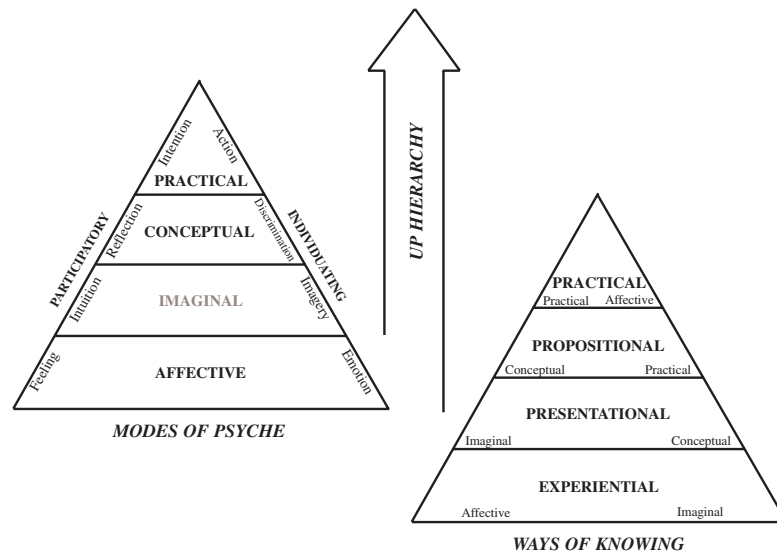 Intention
Action
PRACTICAL
PARTICIPATORY
Reflection
CONCEPTUAL
Discrimination
INDIVIDUATING
Intuition
IMAGINAL
Imagery
Feeling
AFFECTIVE
Emotion
MODES OF PSYCHE
UP HIERARCHY
PRACTICAL
Practical Affective
PROPOSITIONAL
Conceptual Practical
PRESENTATIONAL
Imaginal Conceptual
EXPERIENTIAL
Affective Imaginal
WAYS OF KNOWING